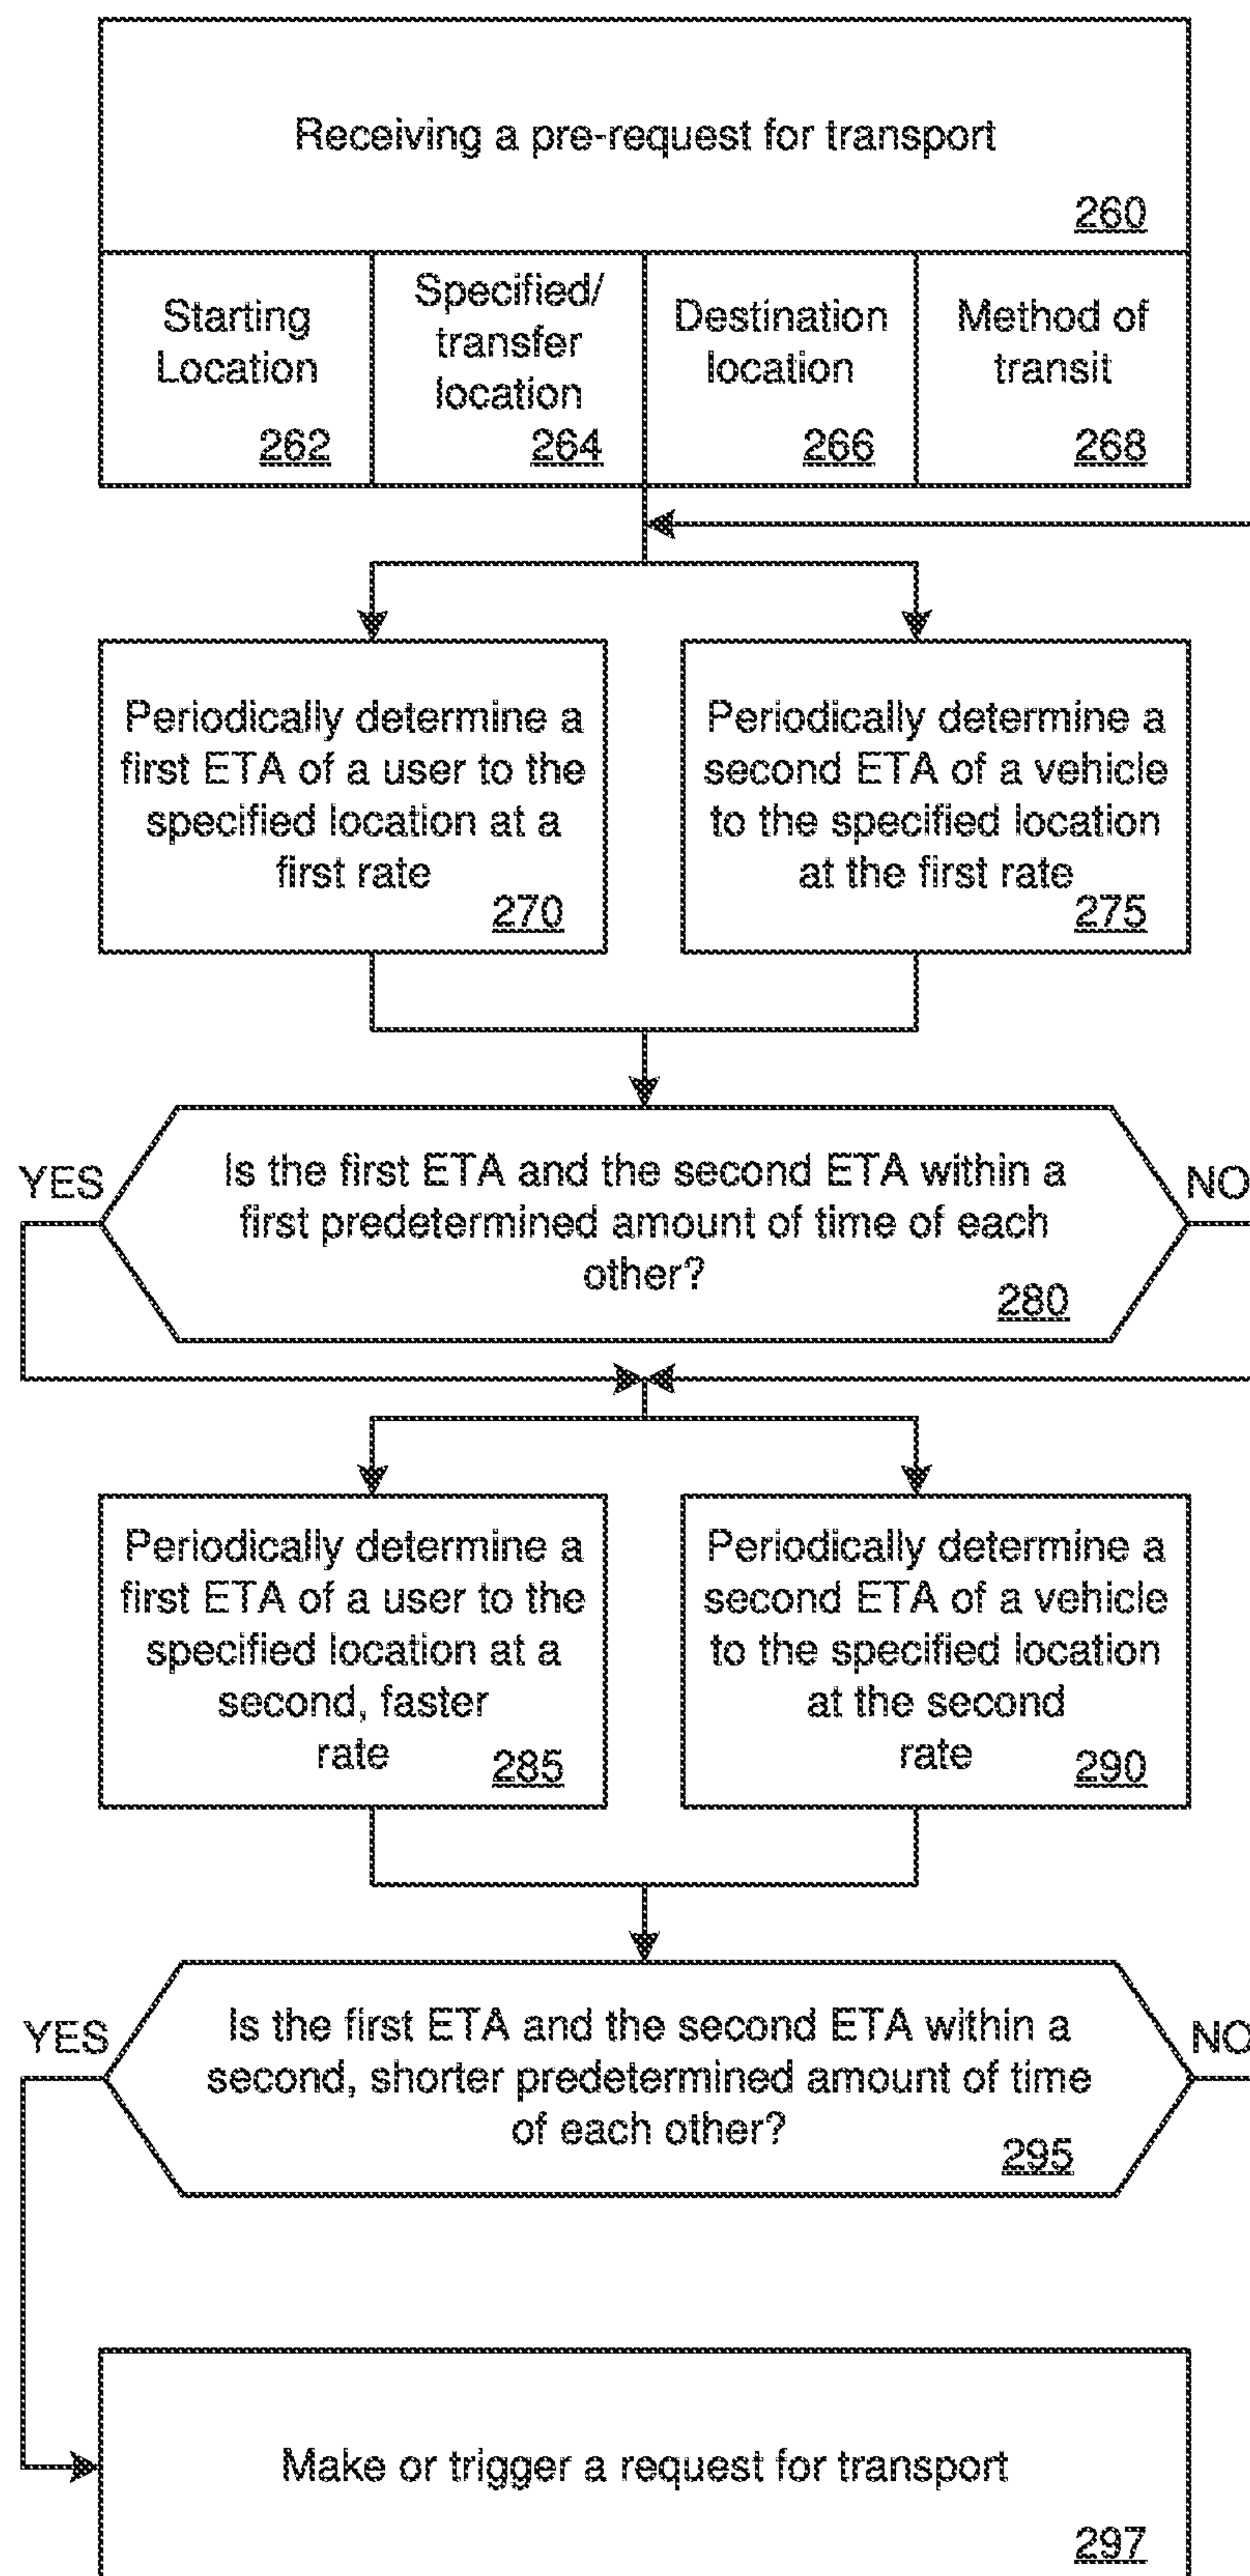 Receiving a pre-request for transport
260
Starting
Location
262
Specified/
transfer
location
264
Destination
location
266
Method of
transit
268
Periodically determine a
first ETA of a user to the
specified location at a
first rate
270
Periodically determine a
second ETA of a vehicle
to the specified location
at the first rate
275
YES
Is the first ETA and the second ETA within a
first predetermined amount of time of each
other?
280
NO
Periodically determine a
first ETA of a user to the
specified location at a
second, faster
rate
285
Periodically determine a
second ETA of a vehicle
to the specified location
at the second
rate
290
YES
Is the first ETA and the second ETA within a
second, shorter predetermined amount of time
of each other?
295
NO
Make or trigger a request for transport
297